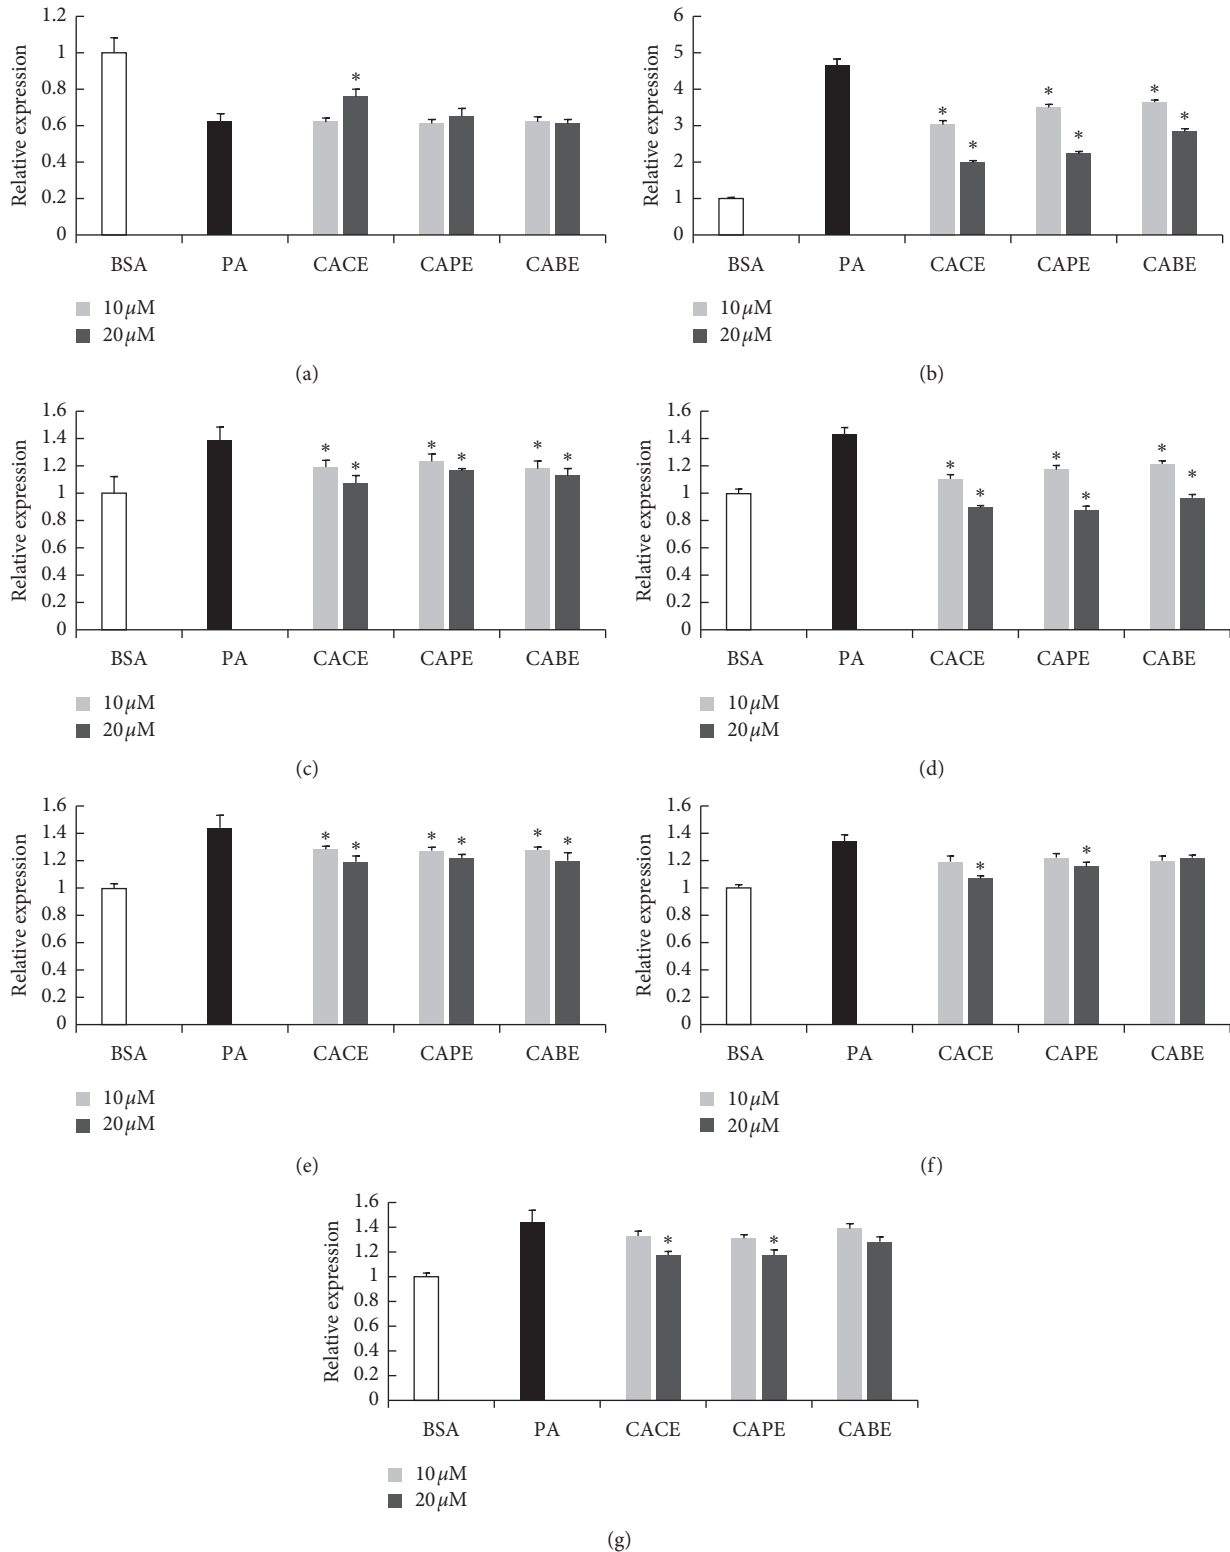 1.2
1
0.8
0.6
0.4
0.2
0
Relative expression
*
BSA PA CACE CAPE CABE
10 μM
20 μM
(a)
6
5
4
3
2
1
0
Relative expression
* * * * * *
BSA PA CACE CAPE CABE
10 μM
20 μM
(b)
1.6
1.4
1.2
1
0.8
0.6
0.4
0.2
0
Relative expression
* * * * * *
BSA PA CACE CAPE CABE
10 μM
20 μM
(c)
1.6
1.4
1.2
1
0.8
0.6
0.4
0.2
0
Relative expression
* * * * * *
BSA PA CACE CAPE CABE
10 μM
20 μM
(d)
1.6
1.4
1.2
1
0.8
0.6
0.4
0.2
0
Relative expression
* * * * * *
BSA PA CACE CAPE CABE
10 μM
20 μM
(e)
1.6
1.4
1.2
1
0.8
0.6
0.4
0.2
0
Relative expression
* *
BSA PA CACE CAPE CABE
10 μM
20 μM
(f)
1.6
1.4
1.2
1
0.8
0.6
0.4
0.2
0
Relative expression
* *
BSA PA CACE CAPE CABE
10 μM
20 μM
(g)